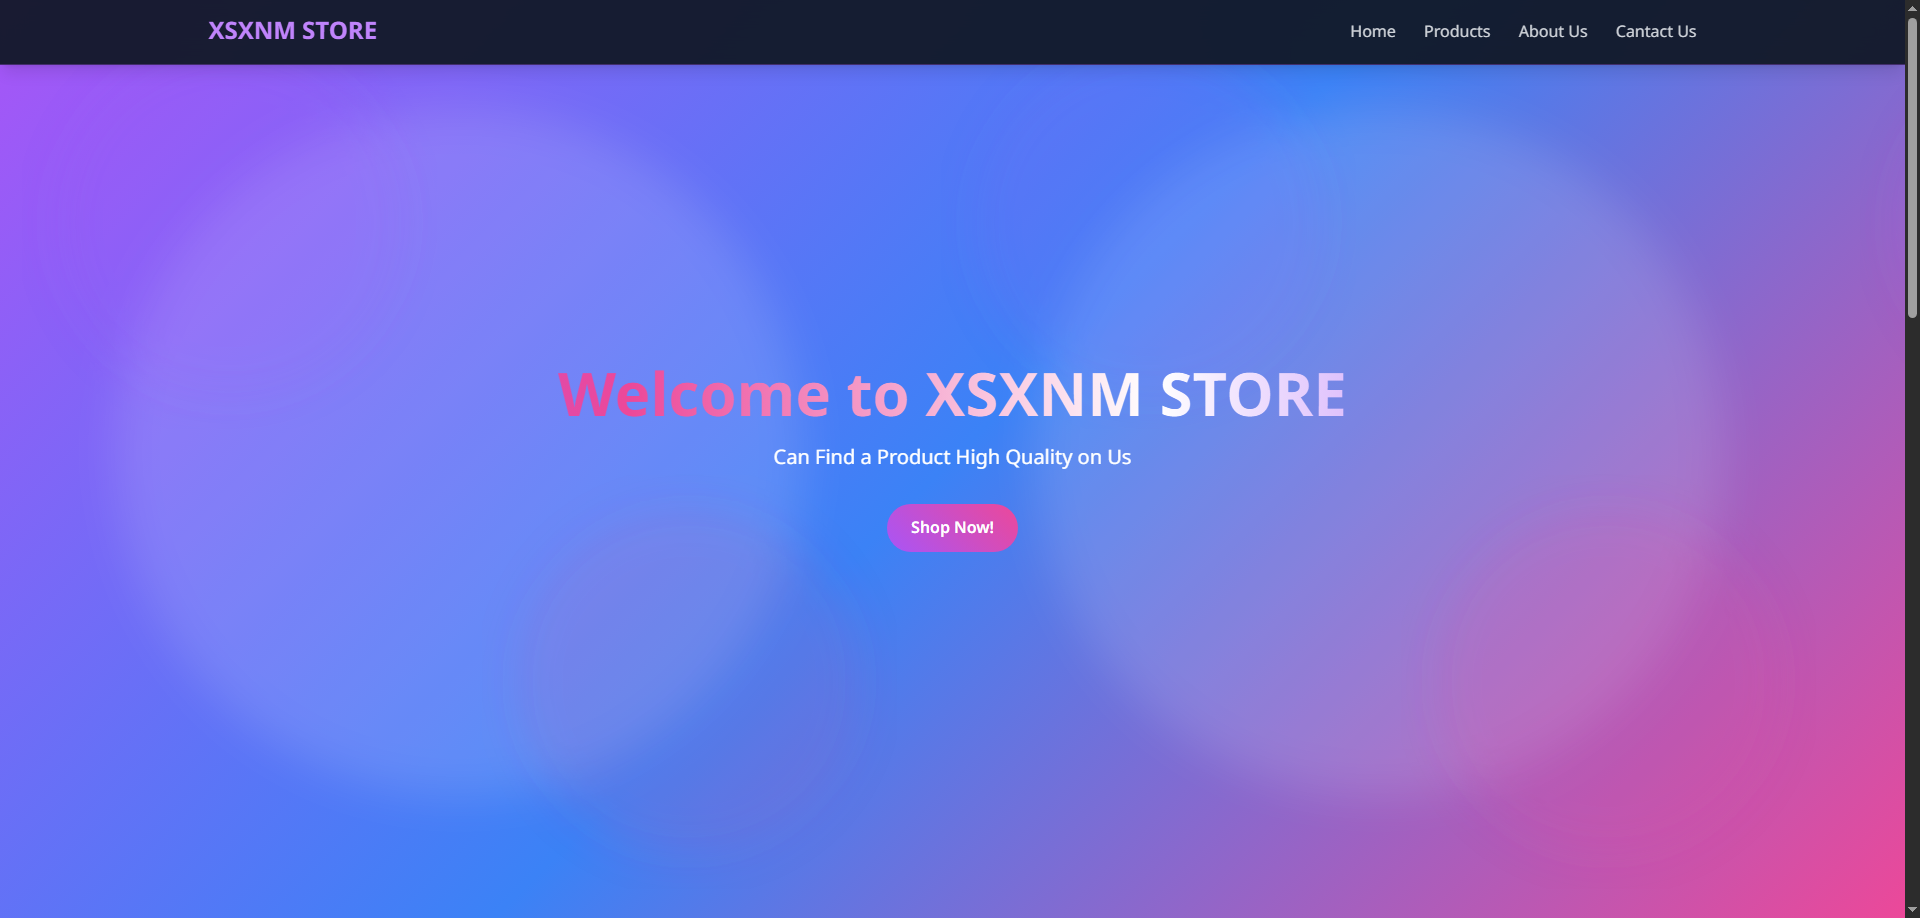 XSXNM STORE
Home Products About Us Cantact Us
Welcome to XSXNM STORE
Can Find a Product High Quality on Us
Shop Now!